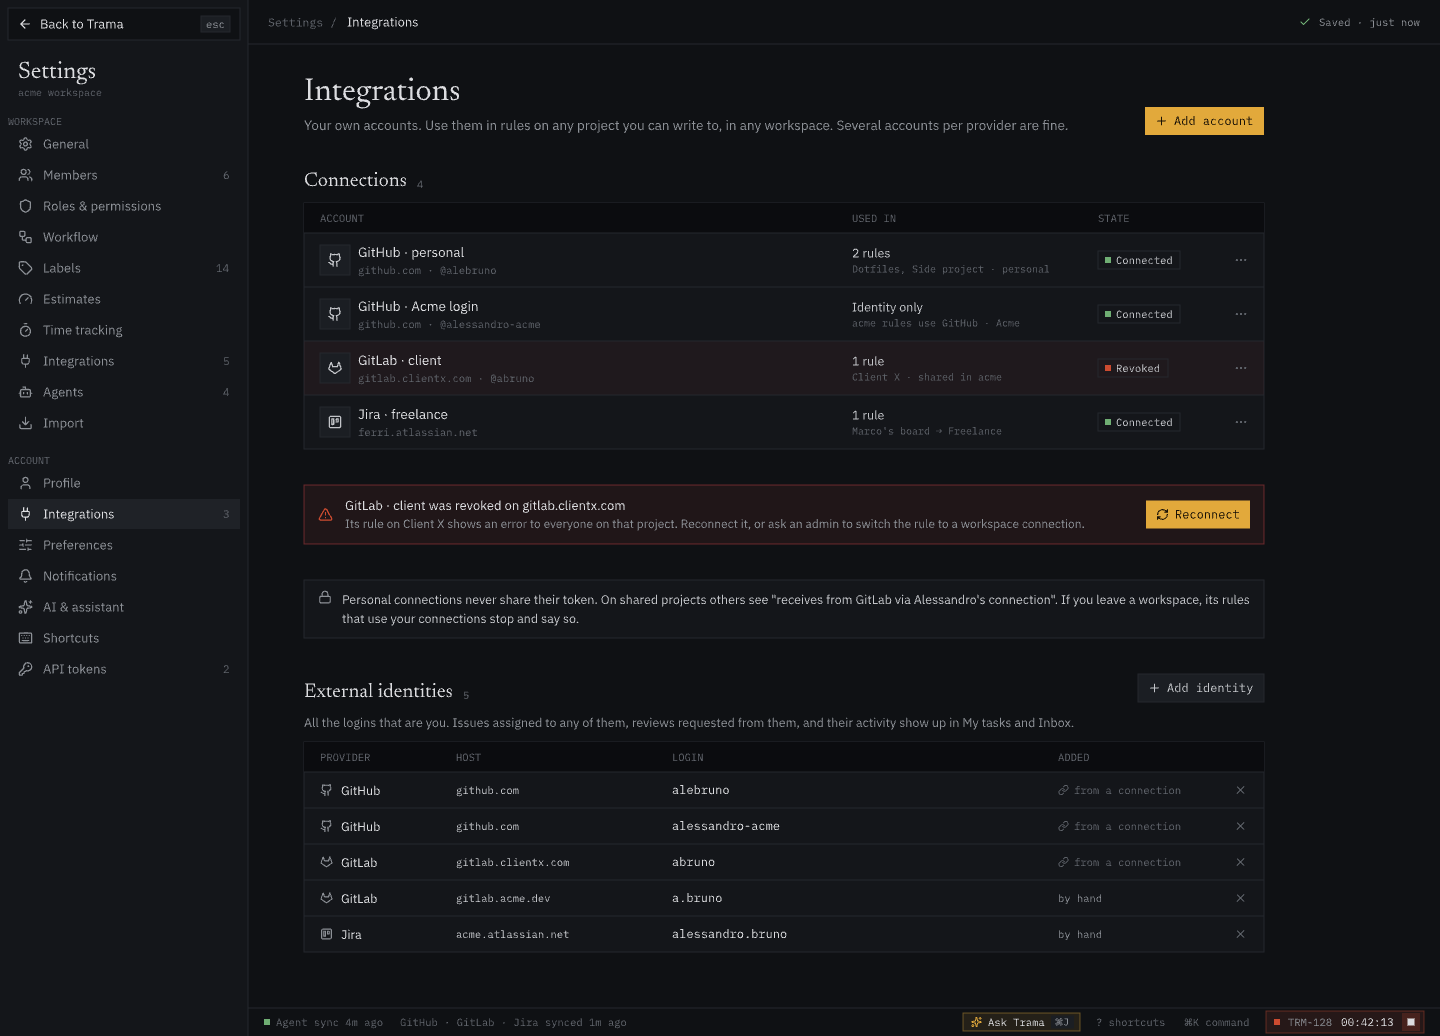 Back to Trama esc
Settings / Integrations
Saved · just now
Settings
acme workspace
WORKSPACE
General
Members 6
Roles & permissions
Workflow
Labels 14
Estimates
Time tracking
Integrations 5
Agents 4
Import
ACCOUNT
Profile
Integrations 3
Preferences
Notifications
AI & assistant
Shortcuts
API tokens 2
Integrations
Your own accounts. Use them in rules on any project you can write to, in any workspace. Several accounts per provider are fine.
+ Add account
Connections 4
ACCOUNT USED IN STATE
GitHub · personal
github.com · @alebruno
2 rules
Dotfiles, Side project · personal
Connected
GitHub · Acme login
github.com · @alessandro-acme
Identity only
acme rules use GitHub · Acme
Connected
GitLab · client
gitlab.clientx.com · @abruno
1 rule
Client X · shared in acme
Revoked
Jira · freelance
ferri.atlassian.net
1 rule
Marco's board → Freelance
Connected
GitLab · client was revoked on gitlab.clientx.com
Its rule on Client X shows an error to everyone on that project. Reconnect it, or ask an admin to switch the rule to a workspace connection.
Reconnect
Personal connections never share their token. On shared projects others see "receives from GitLab via Alessandro's connection". If you leave a workspace, its rules
that use your connections stop and say so.
External identities 5
+ Add identity
All the logins that are you. Issues assigned to any of them, reviews requested from them, and their activity show up in My tasks and Inbox.
PROVIDER HOST LOGIN ADDED
GitHub github.com alebruno from a connection
GitHub github.com alessandro-acme from a connection
GitLab gitlab.clientx.com abruno from a connection
GitLab gitlab.acme.dev a.bruno by hand
Jira acme.atlassian.net alessandro.bruno by hand
Agent sync 4m ago GitHub · GitLab · Jira synced 1m ago
Ask Trama ⌘J ? shortcuts ⌘K command TRM-128 00:42:13